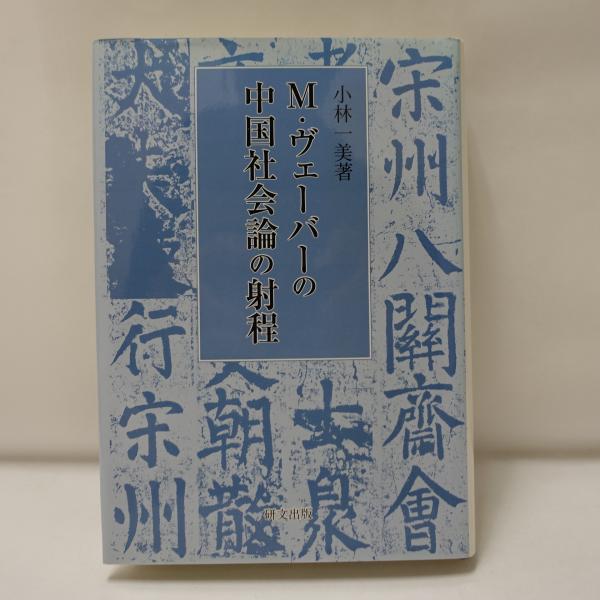 小林一美著
M・ヴェーバーの
中国社会論の射程
宋州八關齋會
行宋州
朝散
研文出版